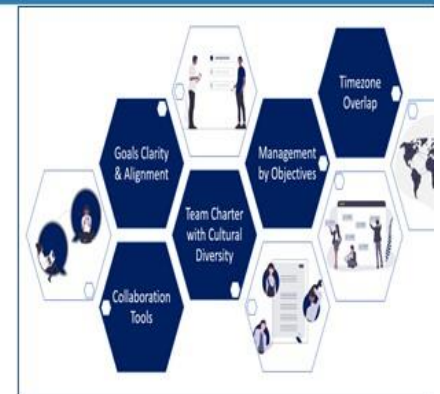 Timezone
Overlap
Goals Clarity
& Alignment
Management
by Objectives
Team Charter
with Cultural
Diversity
Collaboration
Tools